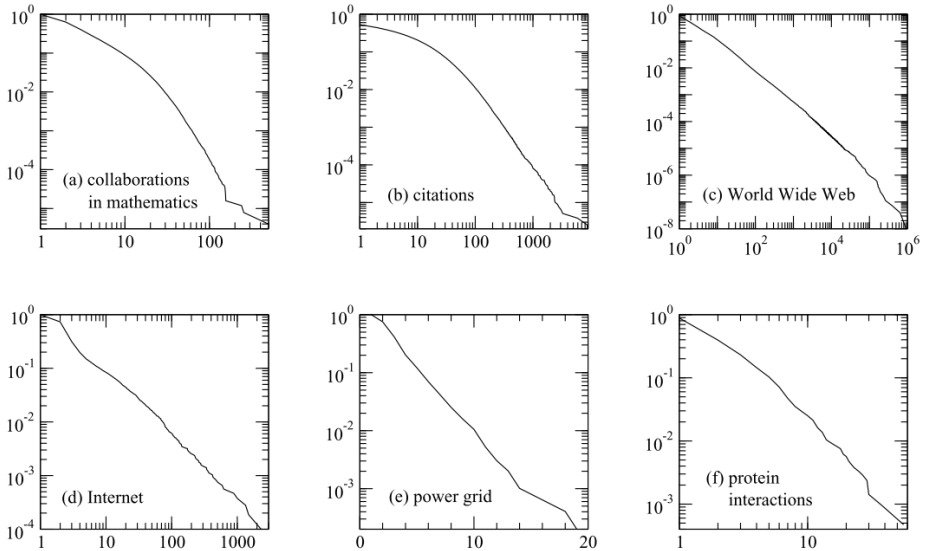 10^0
10^-2
10^-4
1 10 100
(a) collaborations
in mathematics
10^0
10^-2
10^-4
1 10 100 1000
(b) citations
10^0
10^-2
10^-4
10^-6
10^-8
10^0 10^2 10^4 10^6
(c) World Wide Web
10^0
10^-1
10^-2
10^-3
10^-4
1 10 100 1000
(d) Internet
10^0
10^-1
10^-2
10^-3
0 10 20
(e) power grid
10^0
10^-1
10^-2
10^-3
1 10
(f) protein
interactions